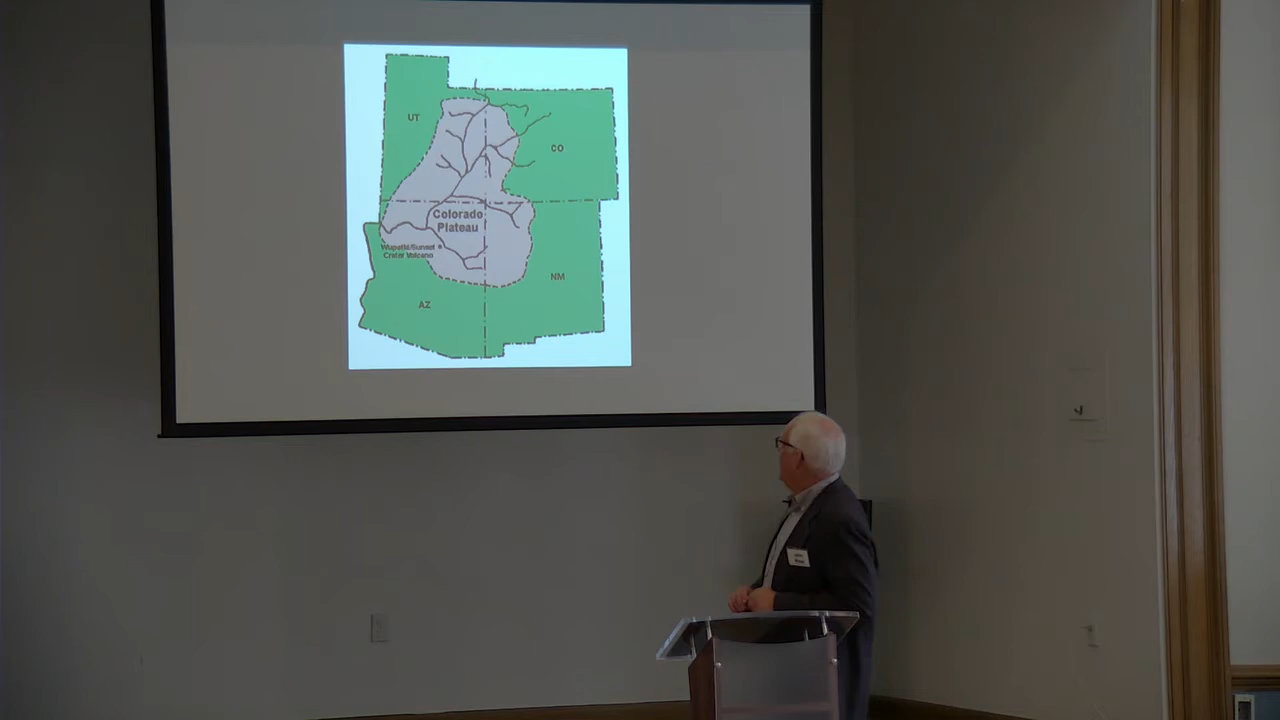 UT
CO
Colorado
Plateau
Wupatki/Sunset
Crater Volcano
NM
AZ